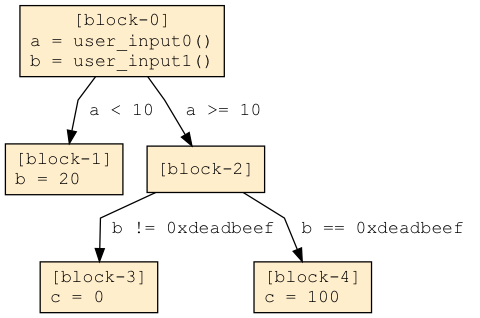 [block-0]
a = user_input0()
b = user_input1()
a < 10
a >= 10
[block-1]
b = 20
[block-2]
b != 0xdeadbeef
b == 0xdeadbeef
[block-3]
c = 0
[block-4]
c = 100